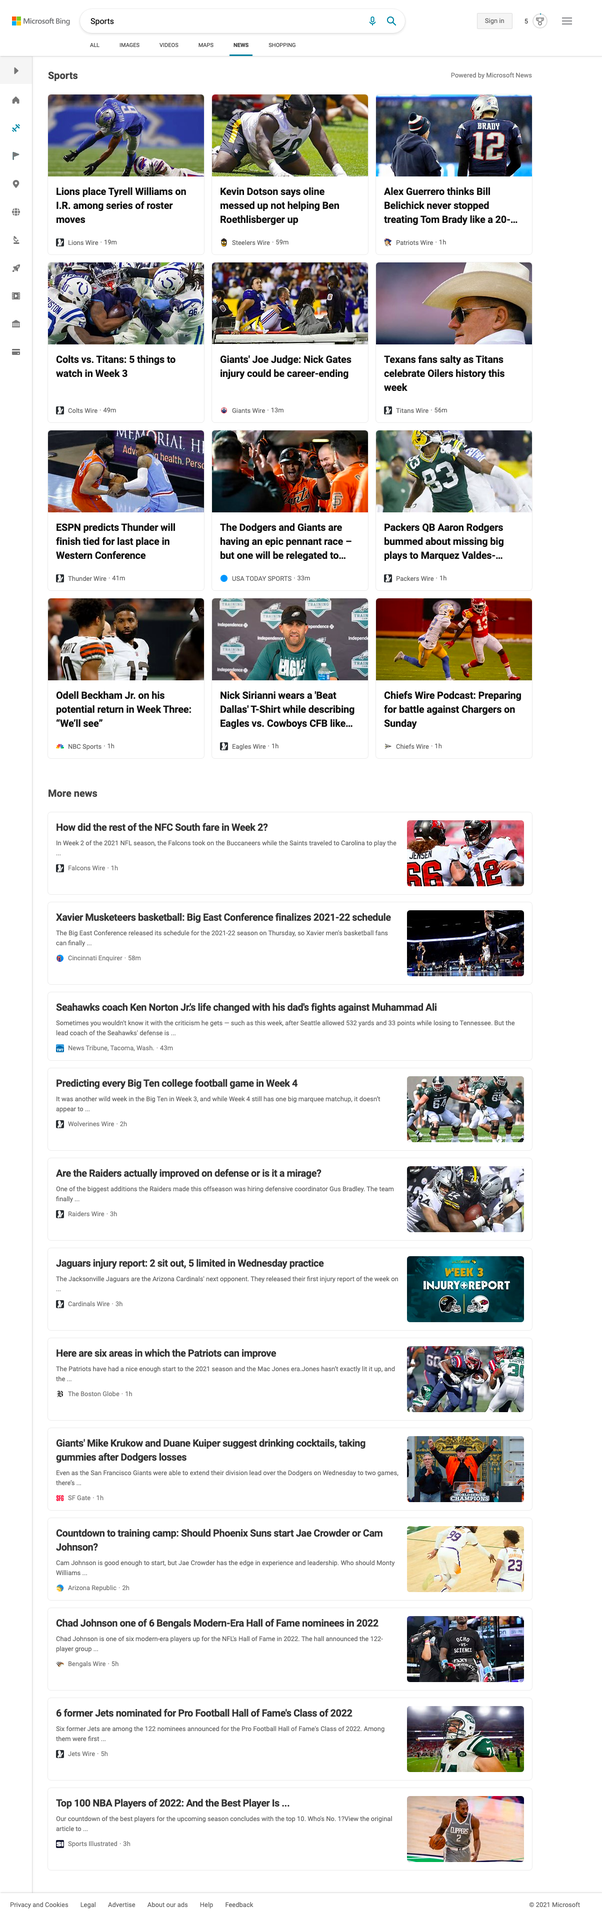 Microsoft Bing
Sports
Sign in
5
ALL IMAGES VIDEOS MAPS NEWS SHOPPING
Sports
Powered by Microsoft News
BRADY
12
Lions place Tyrell Williams on
I.R. among series of roster
moves
Lions Wire · 19m
Kevin Dotson says oline
messed up not helping Ben
Roethlisberger up
Steelers Wire · 59m
Alex Guerrero thinks Bill
Belichick never stopped
treating Tom Brady like a 20-...
Patriots Wire · 1h
Colts vs. Titans: 5 things to
watch in Week 3
Colts Wire · 49m
Giants' Joe Judge: Nick Gates
injury could be career-ending
Giants Wire · 13m
Texans fans salty as Titans
celebrate Oilers history this
week
Titans Wire · 56m
MEMORIAL H
health. Perso
83
ESPN predicts Thunder will
finish tied for last place in
Western Conference
Thunder Wire · 41m
The Dodgers and Giants are
having an epic pennant race –
but one will be relegated to...
USA TODAY SPORTS · 33m
Packers QB Aaron Rodgers
bummed about missing big
plays to Marquez Valdes-...
Packers Wire · 1h
TRAINING
Independence
EAGLES
Odell Beckham Jr. on his
potential return in Week Three:
“We'll see”
NBC Sports · 1h
Nick Sirianni wears a 'Beat
Dallas' T-Shirt while describing
Eagles vs. Cowboys CFB like...
Eagles Wire · 1h
Chiefs Wire Podcast: Preparing
for battle against Chargers on
Sunday
Chiefs Wire · 1h
More news
How did the rest of the NFC South fare in Week 2?
In Week 2 of the 2021 NFL season, the Falcons took on the Buccaneers while the Saints traveled to Carolina to play the
...
Falcons Wire · 1h
JENSEN
66
12
Xavier Musketeers basketball: Big East Conference finalizes 2021-22 schedule
The Big East Conference released its schedule for the 2021-22 season on Thursday, so Xavier men's basketball fans
can finally ...
Cincinnati Enquirer · 58m
Seahawks coach Ken Norton Jr.'s life changed with his dad's fights against Muhammad Ali
Sometimes you wouldn't know it with the criticism he gets — such as this week, after Seattle allowed 532 yards and 33 points while losing to Tennessee. But the
lead coach of the Seahawks' defense is ...
News Tribune, Tacoma, Wash. · 43m
Predicting every Big Ten college football game in Week 4
It was another wild week in the Big Ten in Week 3, and while Week 4 still has one big marquee matchup, it doesn't
appear to ...
Wolverines Wire · 2h
64
Are the Raiders actually improved on defense or is it a mirage?
One of the biggest additions the Raiders made this offseason was hiring defensive coordinator Gus Bradley. The team
finally ...
Raiders Wire · 3h
Jaguars injury report: 2 sit out, 5 limited in Wednesday practice
The Jacksonville Jaguars are the Arizona Cardinals' next opponent. They released their first injury report of the week on
...
Cardinals Wire · 3h
WEEK 3
INJURY+REPORT
Here are six areas in which the Patriots can improve
The Patriots have had a nice enough start to the 2021 season and the Mac Jones era.Jones hasn't exactly lit it up, and
the ...
The Boston Globe · 1h
Giants' Mike Krukow and Duane Kuiper suggest drinking cocktails, taking
gummies after Dodgers losses
Even as the San Francisco Giants were able to extend their division lead over the Dodgers on Wednesday to two games,
there's ...
SF Gate · 1h
CHAMPIONS
Countdown to training camp: Should Phoenix Suns start Jae Crowder or Cam
Johnson?
Cam Johnson is good enough to start, but Jae Crowder has the edge in experience and leadership. Who should Monty
Williams ...
Arizona Republic · 2h
99
23
Chad Johnson one of 6 Bengals Modern-Era Hall of Fame nominees in 2022
Chad Johnson is one of six modern-era players up for the NFL's Hall of Fame in 2022. The hall announced the 122-
player group ...
Bengals Wire · 5h
SCIENCE
6 former Jets nominated for Pro Football Hall of Fame's Class of 2022
Six former Jets are among the 122 nominees announced for the Pro Football Hall of Fame's Class of 2022. Among
them were first ...
Jets Wire · 5h
Top 100 NBA Players of 2022: And the Best Player Is ...
Our countdown of the best players for the upcoming season concludes with the top 10. Who's No. 1?View the original
article to ...
Sports Illustrated · 3h
CLIPPERS
2
Privacy and Cookies Legal Advertise About our ads Help Feedback
© 2021 Microsoft